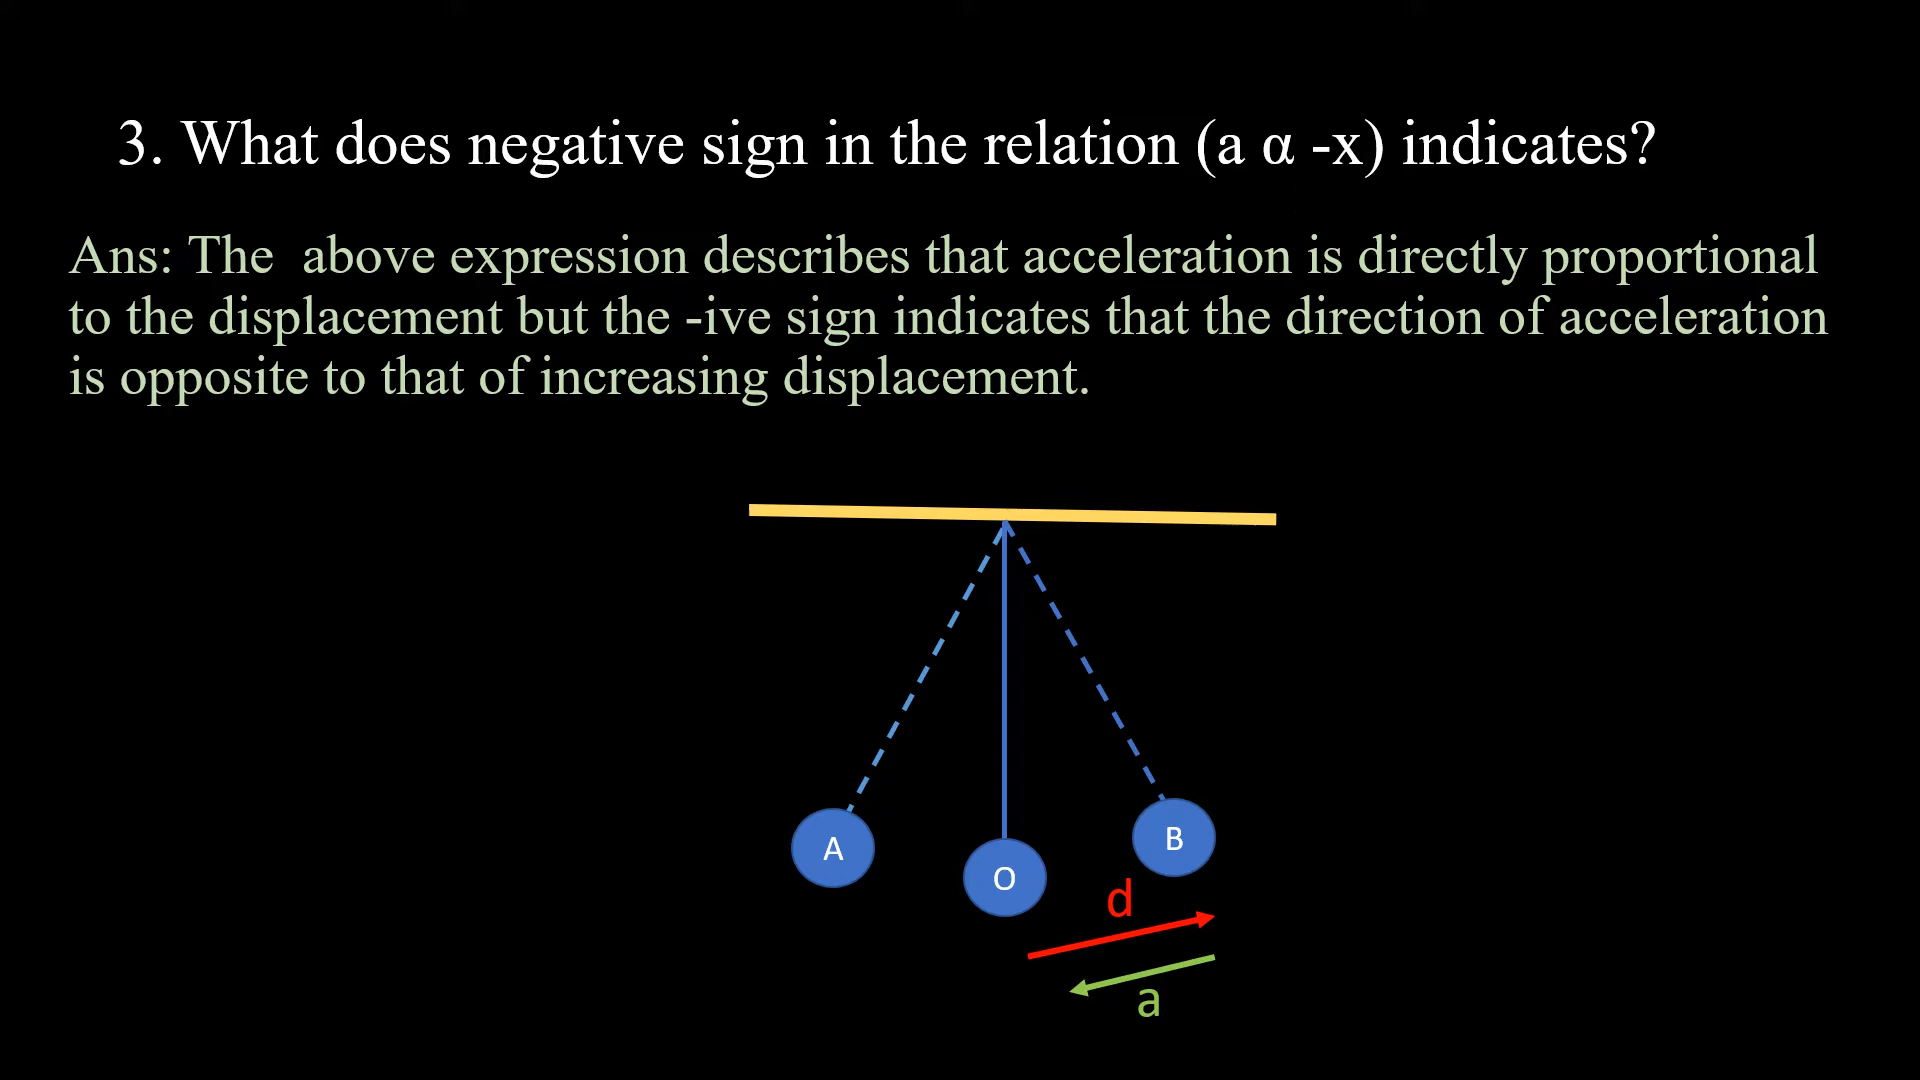 3. What does negative sign in the relation (a α -x) indicates?
Ans: The  above expression describes that acceleration is directly proportional
to the displacement but the -ive sign indicates that the direction of acceleration
is opposite to that of increasing displacement.
A
O
B
d
a